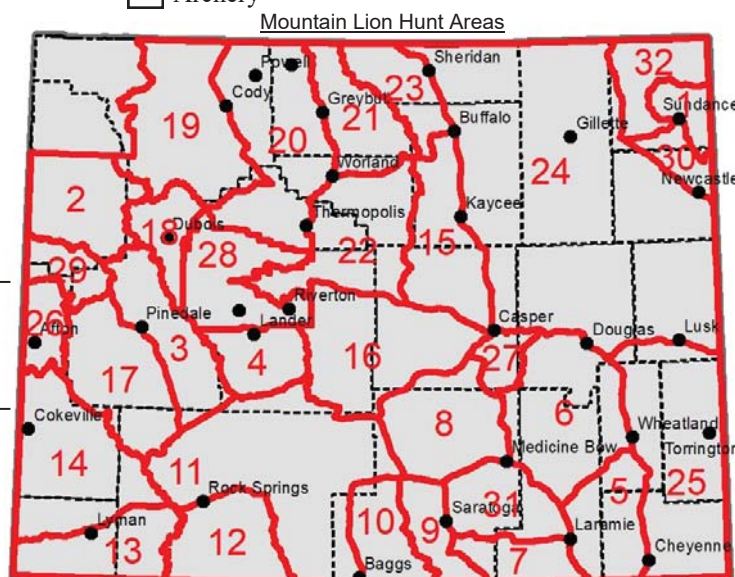 Archery
Mountain Lion Hunt Areas
32
Sheridan
Powell
23
Cody
Greybull
21
1
Sundance
19
20
Buffalo
Gillette
30
Worland
24
Newcastle
2
Kaycee
Thermopolis
18
Dubois
22
15
28
29
Riverton
26
Afton
Pinedale
Lander
Casper
Douglas
Lusk
3
4
16
27
17
Cokeville
8
6
Wheatland
Torrington
Medicine Bow
14
11
25
Rock Springs
5
31
Saratoga
10
9
Lyman
Laramie
13
12
7
Cheyenne
Baggs